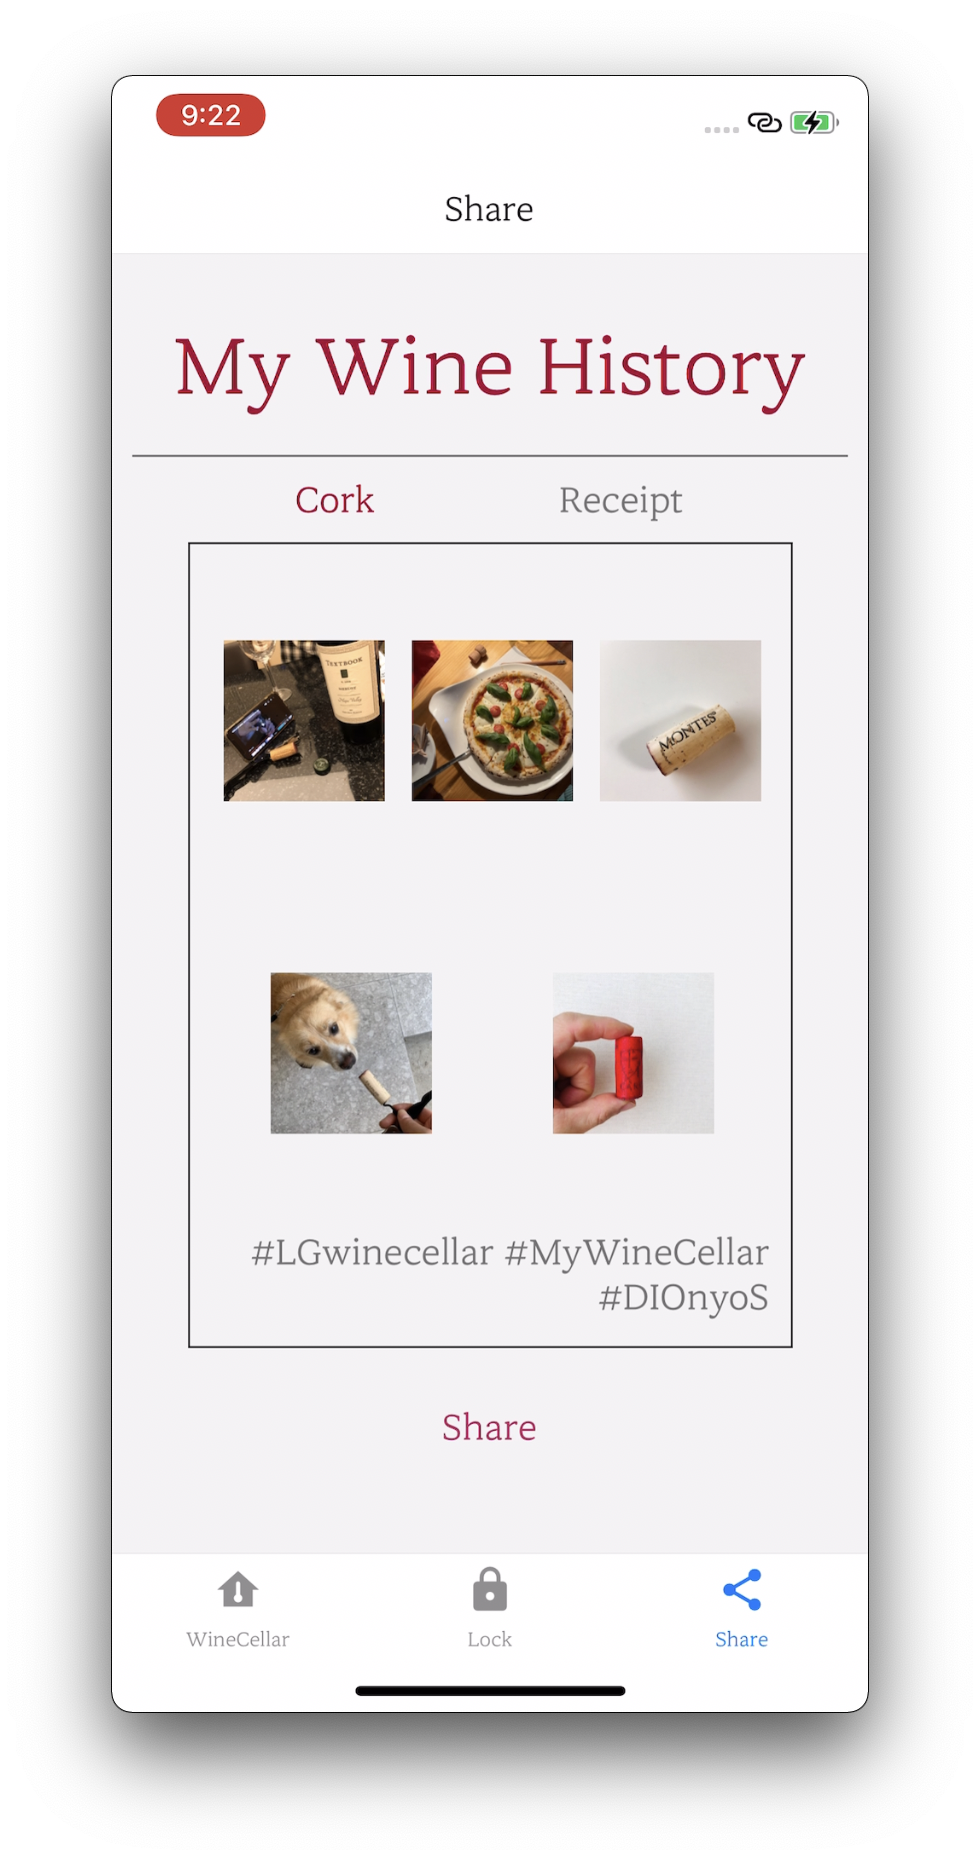 9:22
Share
My Wine History
Cork Receipt
TEXTBOOK
MONTES
#LGwinecellar #MyWineCellar
#DIOnyoS
Share
WineCellar Lock Share